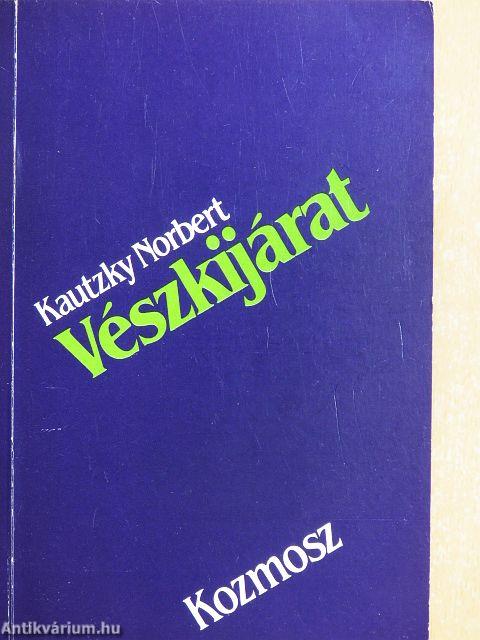 Kautzky Norbert
Vészkijárat
Kozmosz
Antikvárium.hu